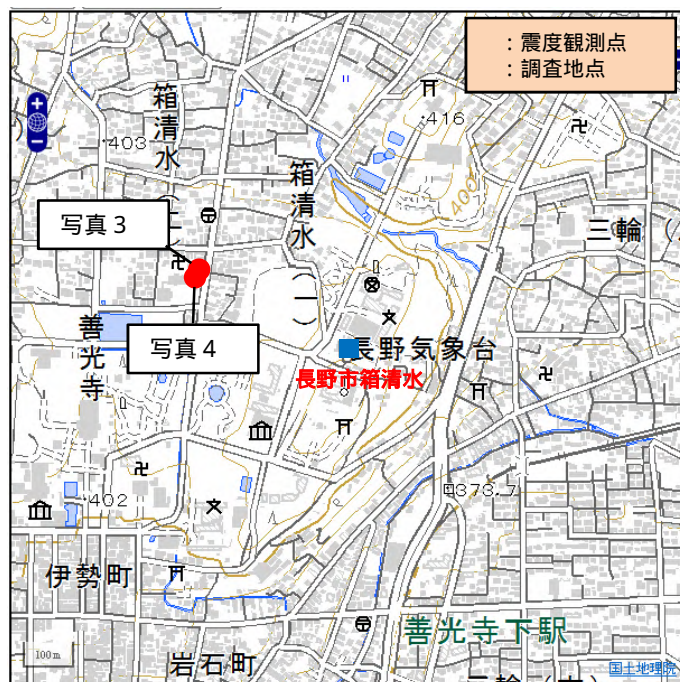 ：震度観測点
：調査地点
箱清水
403
416
400
箱清水
(一)
三輪
写真３
写真４
善光寺
長野気象台
長野市箱清水
402
373.7
伊勢町
善光寺下駅
岩石町
100m
国土地理院